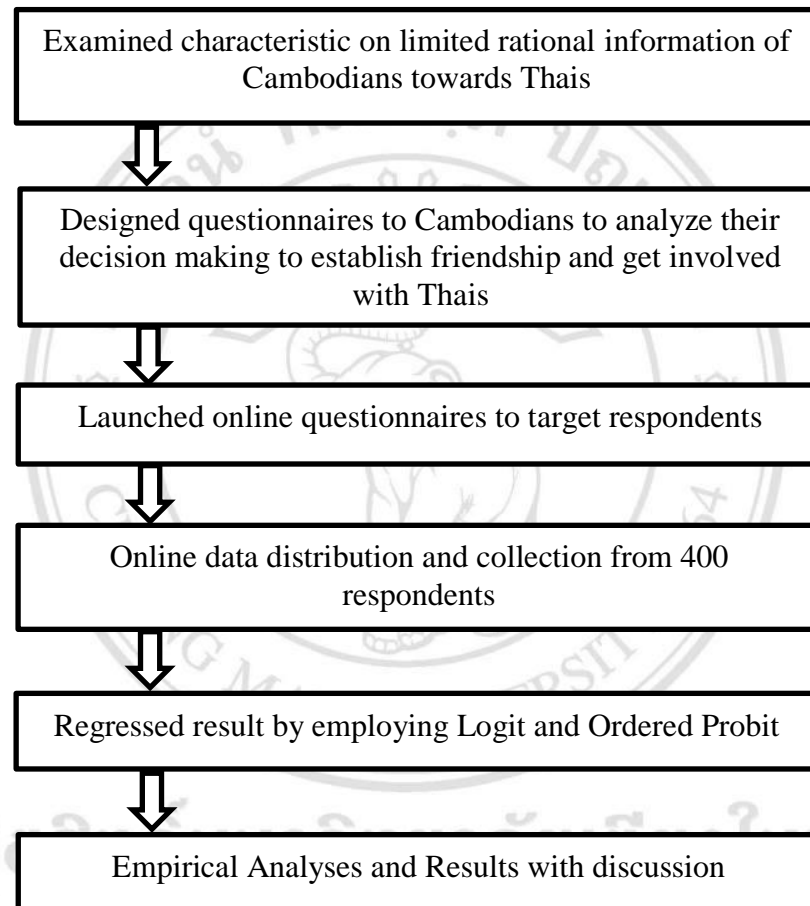 Examined characteristic on limited rational information of
Cambodians towards Thais
Designed questionnaires to Cambodians to analyze their
decision making to establish friendship and get involved
with Thais
Launched online questionnaires to target respondents
Online data distribution and collection from 400
respondents
Regressed result by employing Logit and Ordered Probit
Empirical Analyses and Results with discussion